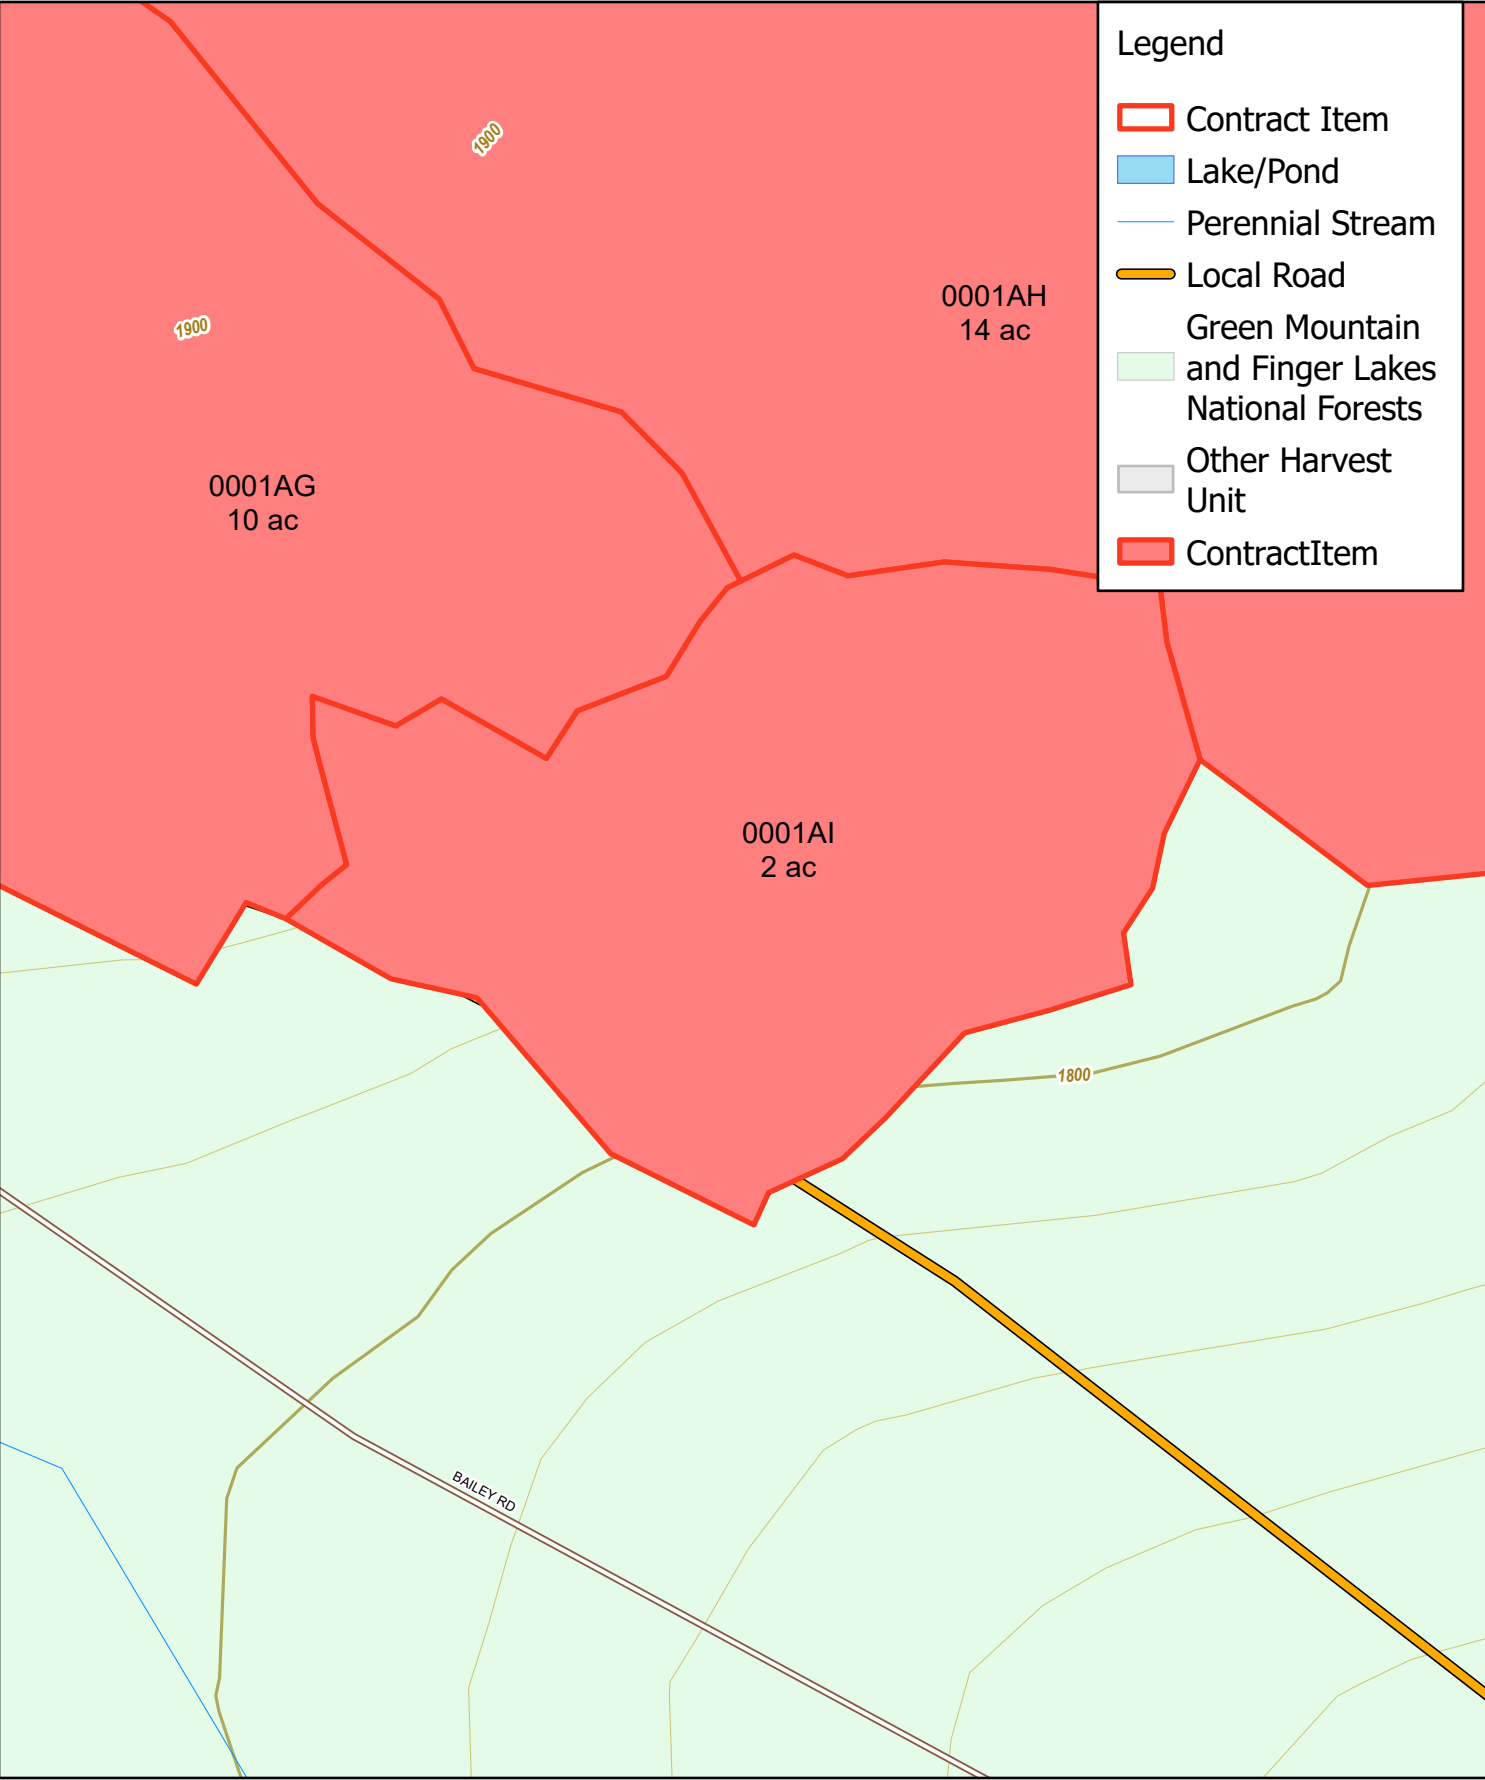 Legend
Contract Item
Lake/Pond
Perennial Stream
Local Road
Green Mountain
and Finger Lakes
National Forests
Other Harvest
Unit
ContractItem
1900
0001AH
14 ac
1900
0001AG
10 ac
0001AI
2 ac
1800
BAILEY RD